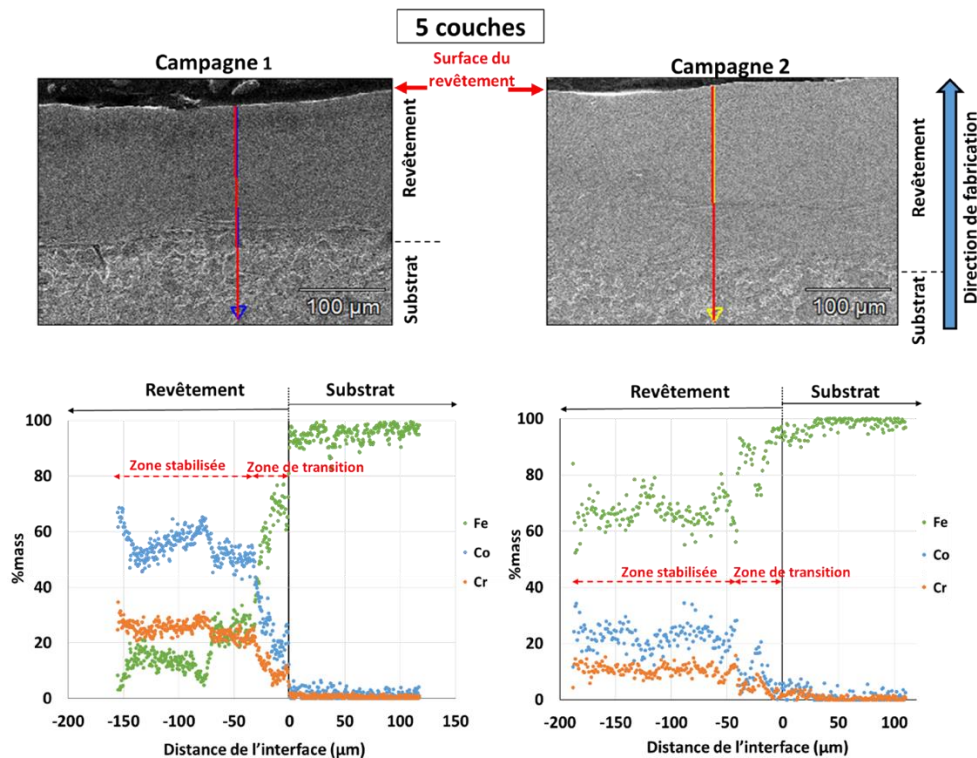 5 couches
Campagne 1
Surface du
revêtement
Campagne 2
Revêtement
Substrat
100 µm
Revêtement
Substrat
100 µm
Direction de fabrication
Revêtement
Substrat
100
80
60
40
20
0
%mass
Zone stabilisée
Zone de transition
Fe
Co
Cr
-200
-150
-100
-50
0
50
100
150
Distance de l’interface (µm)
Revêtement
Substrat
100
80
60
40
20
0
%mass
Zone stabilisée
Zone de transition
Fe
Co
Cr
-200
-150
-100
-50
0
50
100
Distance de l’interface (µm)